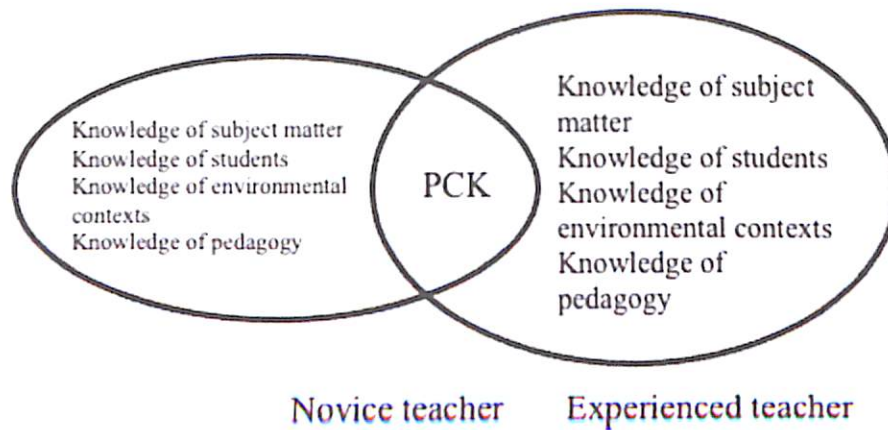 Knowledge of subject matter
Knowledge of students
Knowledge of environmental
contexts
Knowledge of pedagogy
PCK
Knowledge of subject
matter
Knowledge of students
Knowledge of
environmental contexts
Knowledge of
pedagogy
Novice teacher
Experienced teacher